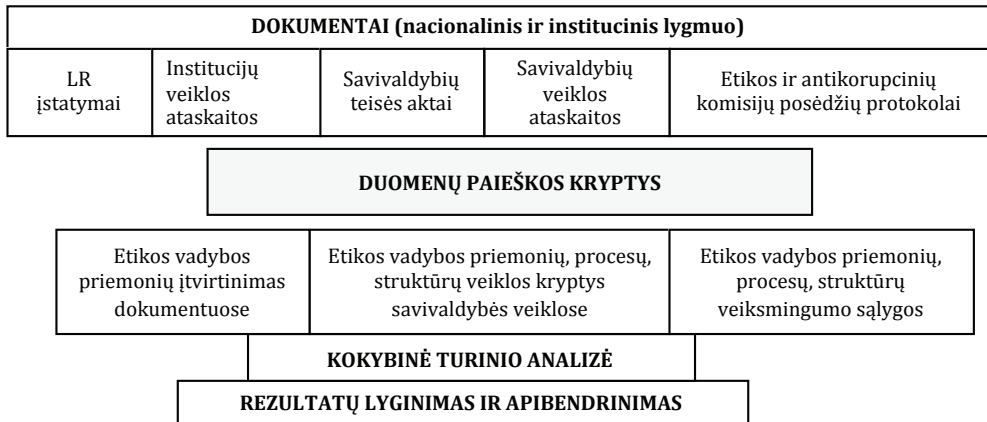 DOKUMENTAI (nacionalinis ir institucinis lygmuo)
LR
įstatymai
Institucijų
veiklos
ataskaitos
Savivaldybių
teisės aktai
Savivaldybių
veiklos
ataskaitos
Etikos ir antikorupcinių
komisijų posėdžių protokolai
DUOMENŲ PAIEŠKOS KRYPTYS
Etikos vadybos
priemonių įtvirtinimas
dokumentuose
Etikos vadybos priemonių, procesų,
struktūrų veiklos kryptys
savivaldybės veiklose
Etikos vadybos priemonių,
procesų, struktūrų
veiksmingumo sąlygos
KOKYBINĖ TURINIO ANALIZĖ
REZULTATŲ LYGINIMAS IR APIBENDRINIMAS